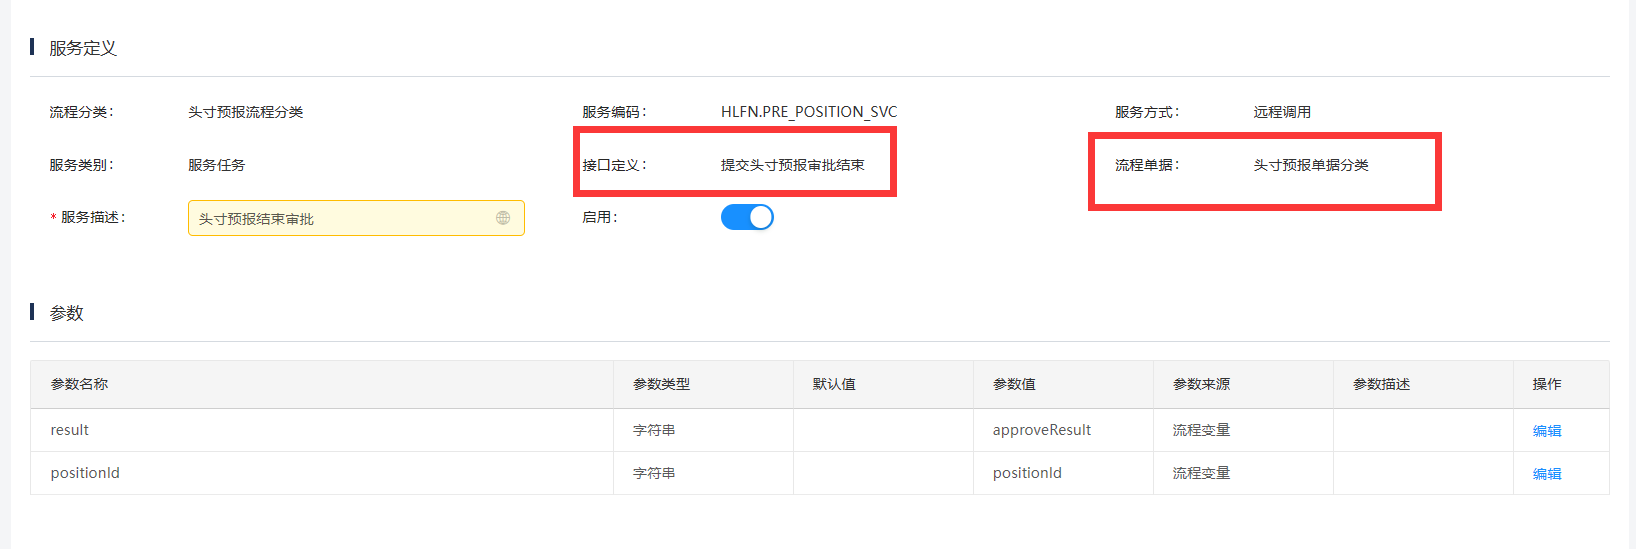 服务定义
流程分类： 头寸预报流程分类 服务编码： HLFN.PRE_POSITION_SVC 服务方式： 远程调用
服务类别： 服务任务 接口定义： 提交头寸预报审批结束 流程单据： 头寸预报单据分类
* 服务描述： 头寸预报结束审批 启用：
参数
参数名称 参数类型 默认值 参数值 参数来源 参数描述 操作
result 字符串 approveResult 流程变量 编辑
positionId 字符串 positionId 流程变量 编辑